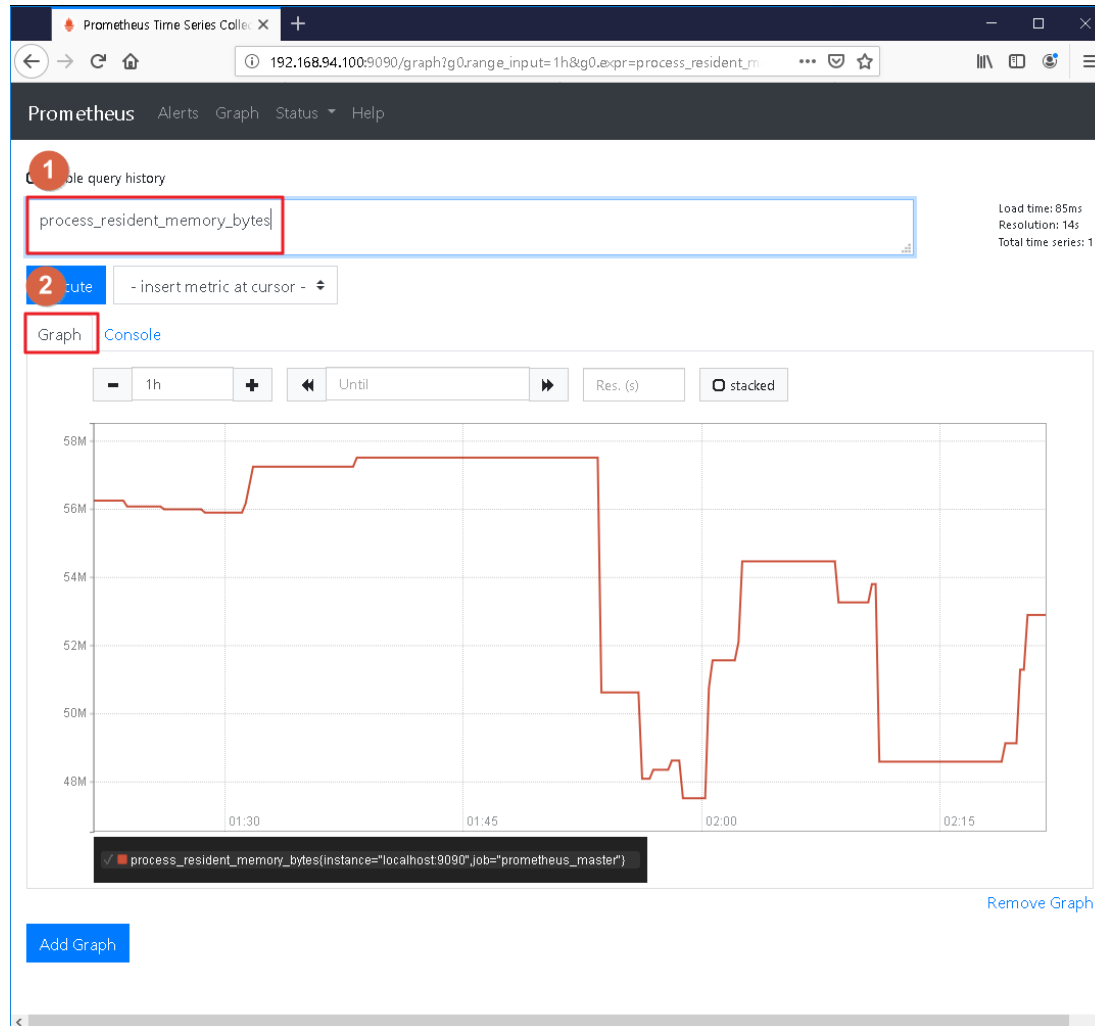 Prometheus Time Series Collec
192.168.94.100:9090/graph?g0.range_input=1h&g0.expr=process_resident_m
Prometheus Alerts Graph Status Help
1
ble query history
process_resident_memory_bytes
Load time: 85ms
Resolution: 14s
Total time series: 1
2
cute
- insert metric at cursor -
Graph Console
1h
Until
Res. (s)
stacked
58M
56M
54M
52M
50M
48M
01:30 01:45 02:00 02:15
process_resident_memory_bytes{instance="localhost:9090",job="prometheus_master"}
Remove Graph
Add Graph